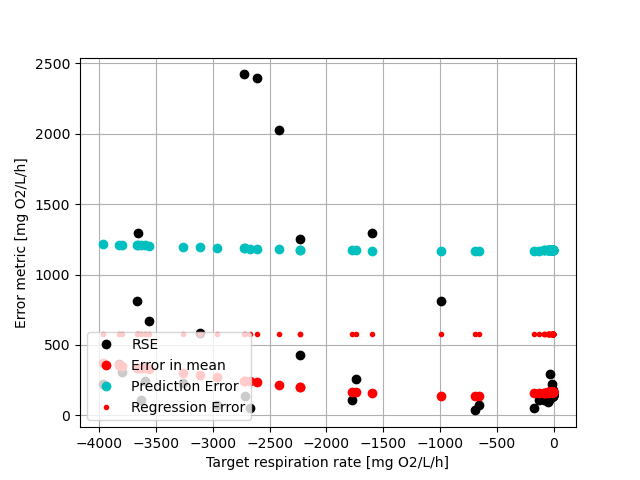 2500
2000
1500
1000
500
0
Error metric [mg O2/L/h]
RSE
Error in mean
Prediction Error
Regression Error
−4000 −3500 −3000 −2500 −2000 −1500 −1000 −500 0
Target respiration rate [mg O2/L/h]